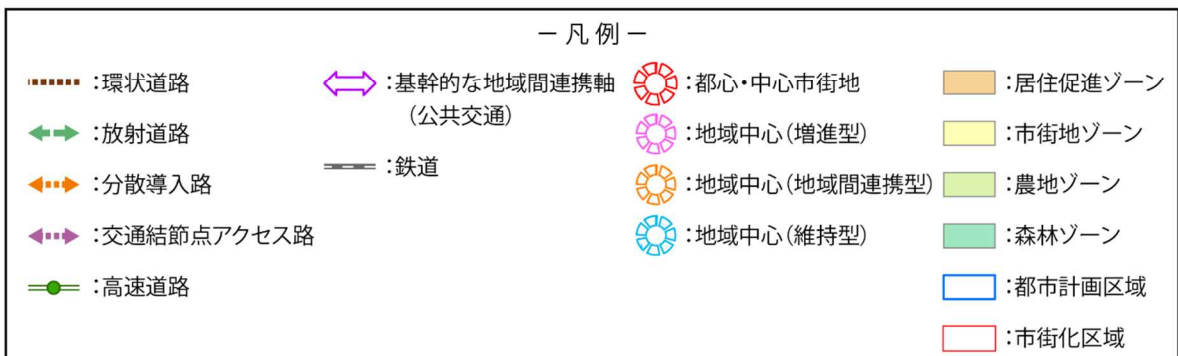 －凡例－
：環状道路
：放射道路
：分散導入路
：交通結節点アクセス路
：高速道路
：基幹的な地域間連携軸
（公共交通）
：鉄道
：都心・中心市街地
：地域中心（増進型）
：地域中心（地域間連携型）
：地域中心（維持型）
：居住促進ゾーン
：市街地ゾーン
：農地ゾーン
：森林ゾーン
：都市計画区域
：市街化区域